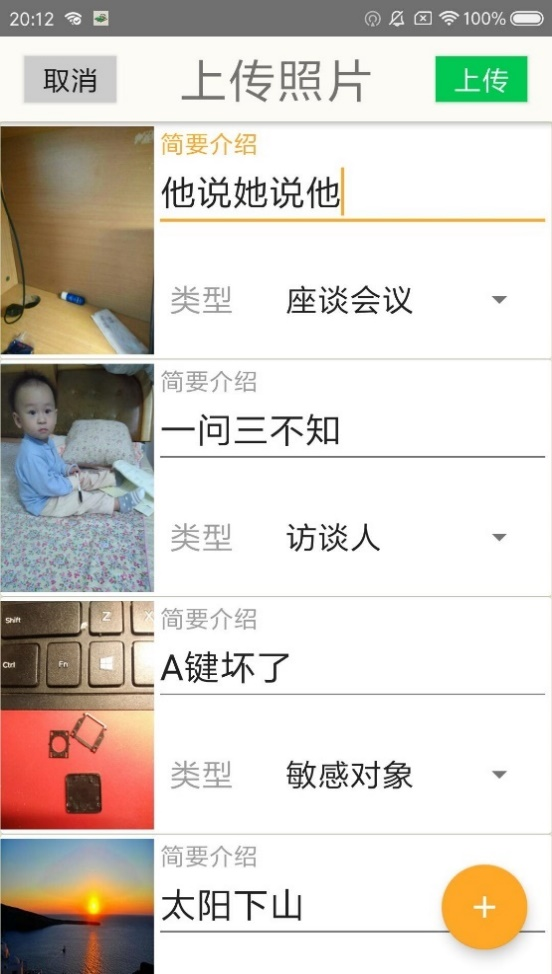 20:12 100%
取消 上传照片 上传
简要介绍
他说她说他
类型 座谈会议
简要介绍
一问三不知
类型 访谈人
Shift Z X
Ctrl Fn
简要介绍
A键坏了
类型 敏感对象
简要介绍
太阳下山
+